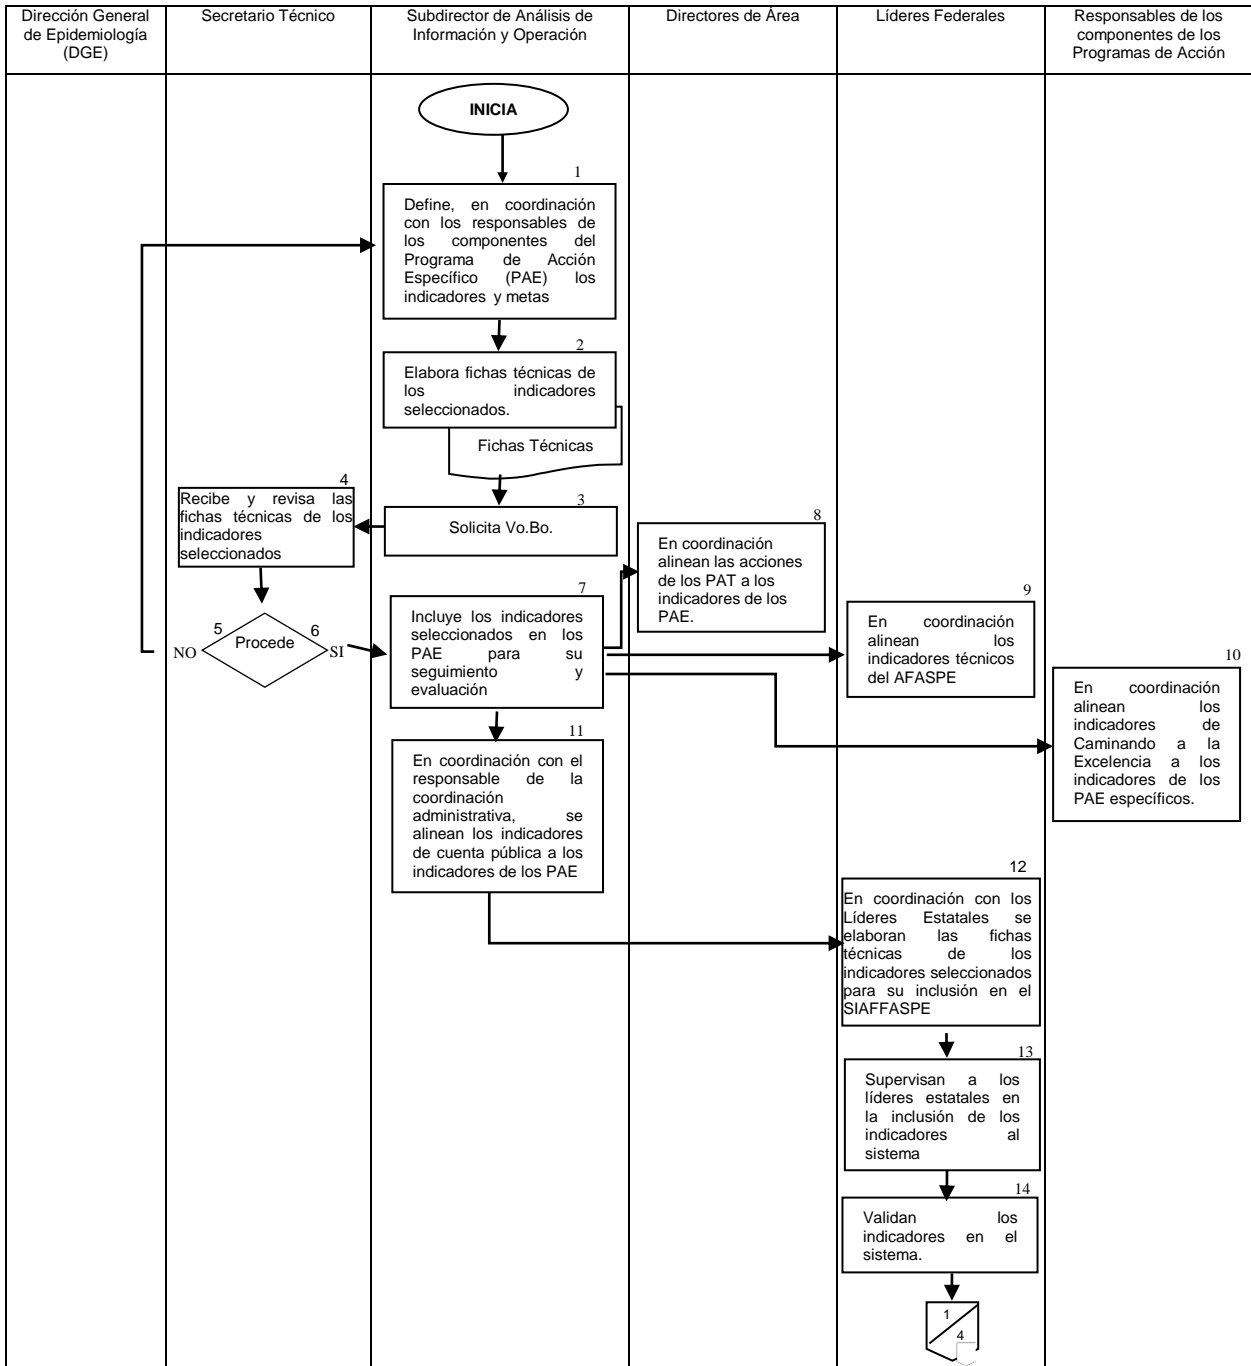 Dirección General
de Epidemiología
(DGE)
Secretario Técnico
Subdirector de Análisis de
Información y Operación
Directores de Área
Líderes Federales
Responsables de los
componentes de los
Programas de Acción
INICIA
1
Define, en coordinación
con los responsables de
los componentes del
Programa de Acción
Específico (PAE) los
indicadores y metas
2
Elabora fichas técnicas de
los indicadores
seleccionados.
Fichas Técnicas
3
Solicita Vo.Bo.
4
Recibe y revisa las
fichas técnicas de los
indicadores
seleccionados
5
6
Procede
NO
SI
7
Incluye los indicadores
seleccionados en los
PAE para su
seguimiento y
evaluación
8
En coordinación
alinean las acciones
de los PAT a los
indicadores de los
PAE.
9
En coordinación
alinean los
indicadores técnicos
del AFASPE
10
En coordinación
alinean los
indicadores de
Caminando a la
Excelencia a los
indicadores de los
PAE específicos.
11
En coordinación con el
responsable de la
coordinación
administrativa, se
alinean los indicadores
de cuenta pública a los
indicadores de los PAE
12
En coordinación con los
Líderes Estatales se
elaboran las fichas
técnicas de los
indicadores seleccionados
para su inclusión en el
SIAFFASPE
13
Supervisan a los
líderes estatales en
la inclusión de los
indicadores al
sistema
14
Validan los
indicadores en el
sistema.
1
4